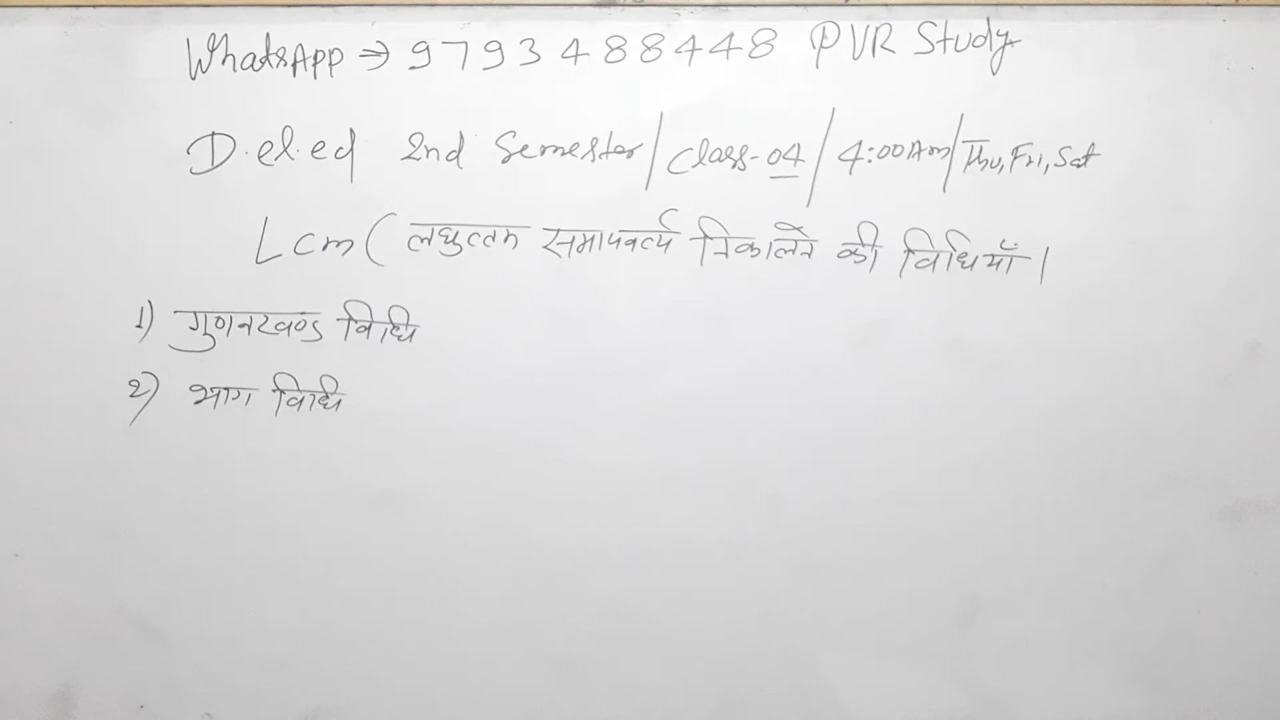 WhatsApp ⇒ 9793488448 PVR Study
D.el.ed 2nd Semester/Class-04/4:00Am/Thu,Fri,Sat
Lcm (लघुत्तम समापवर्त्य निकालने की विधियाँ।
1) गुणनखण्ड विधि
2) भाग विधि